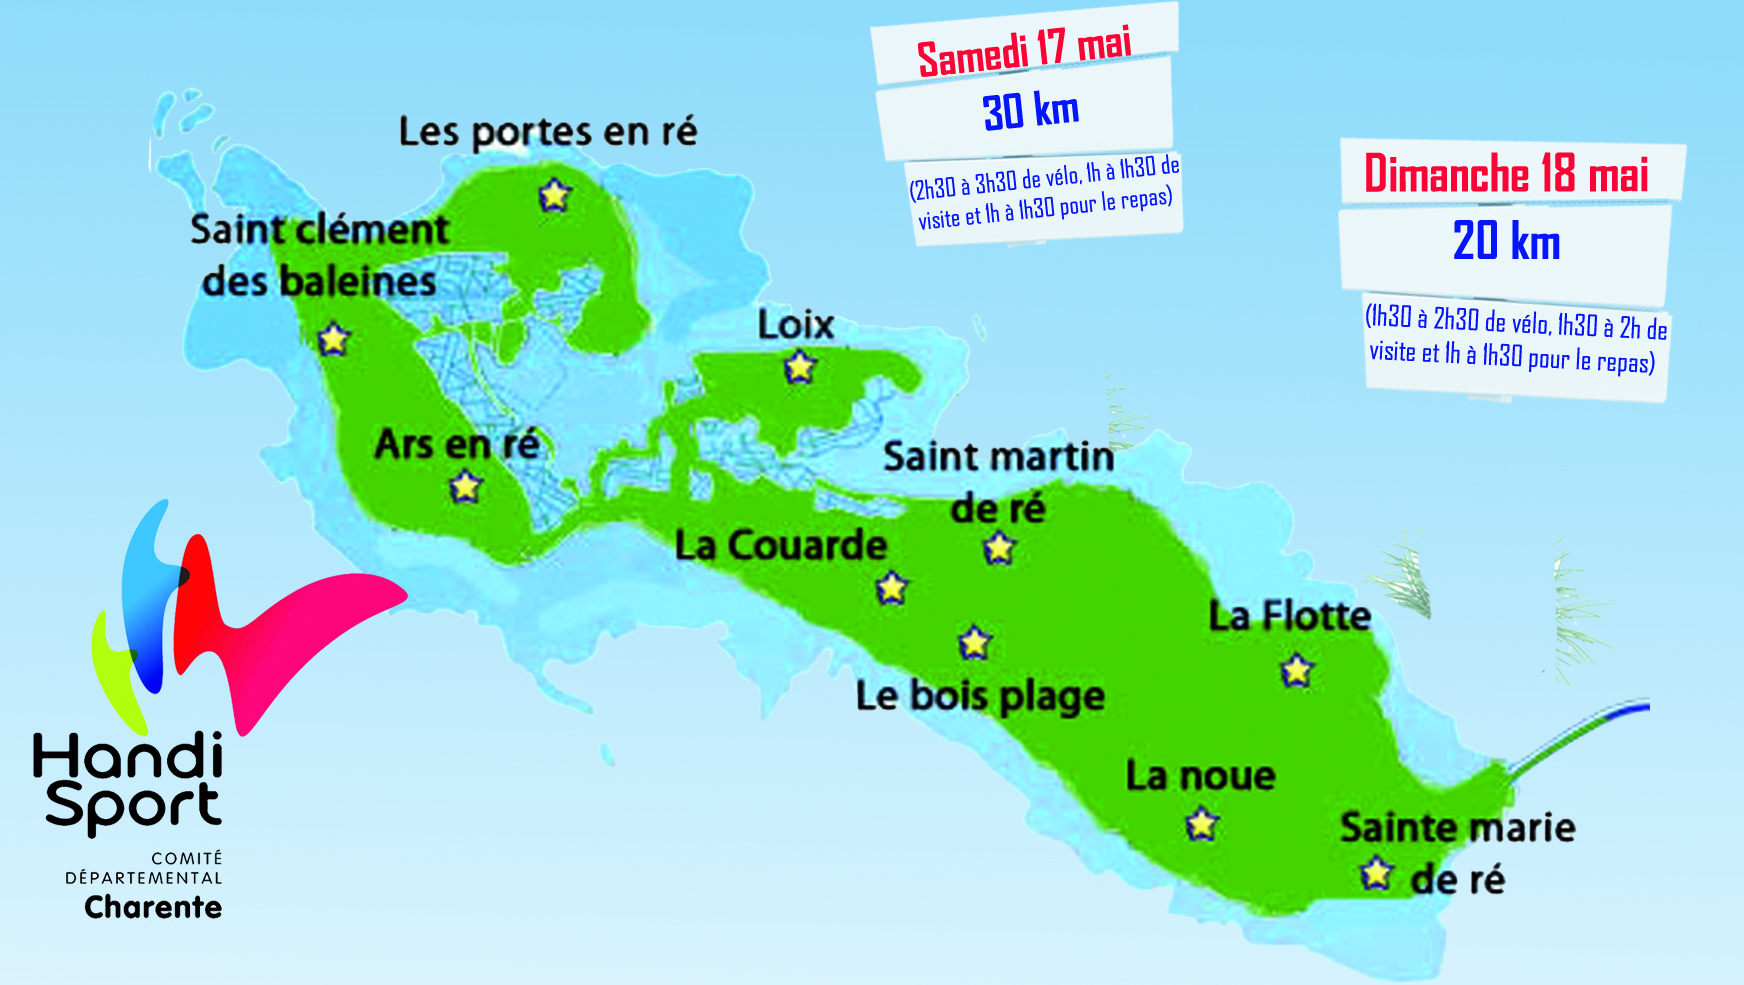 Samedi 17 mai
30 km
(2h30 à 3h30 de vélo, 1h à 1h30 de
visite et 1h à 1h30 pour le repas)
Dimanche 18 mai
20 km
(1h30 à 2h30 de vélo, 1h30 à 2h de
visite et 1h à 1h30 pour le repas)
Les portes en ré
Saint clément
des baleines
Loix
Ars en ré
Saint martin
de ré
La Couarde
La Flotte
Le bois plage
La noue
Sainte marie
de ré
Handi
Sport
COMITÉ
DÉPARTEMENTAL
Charente